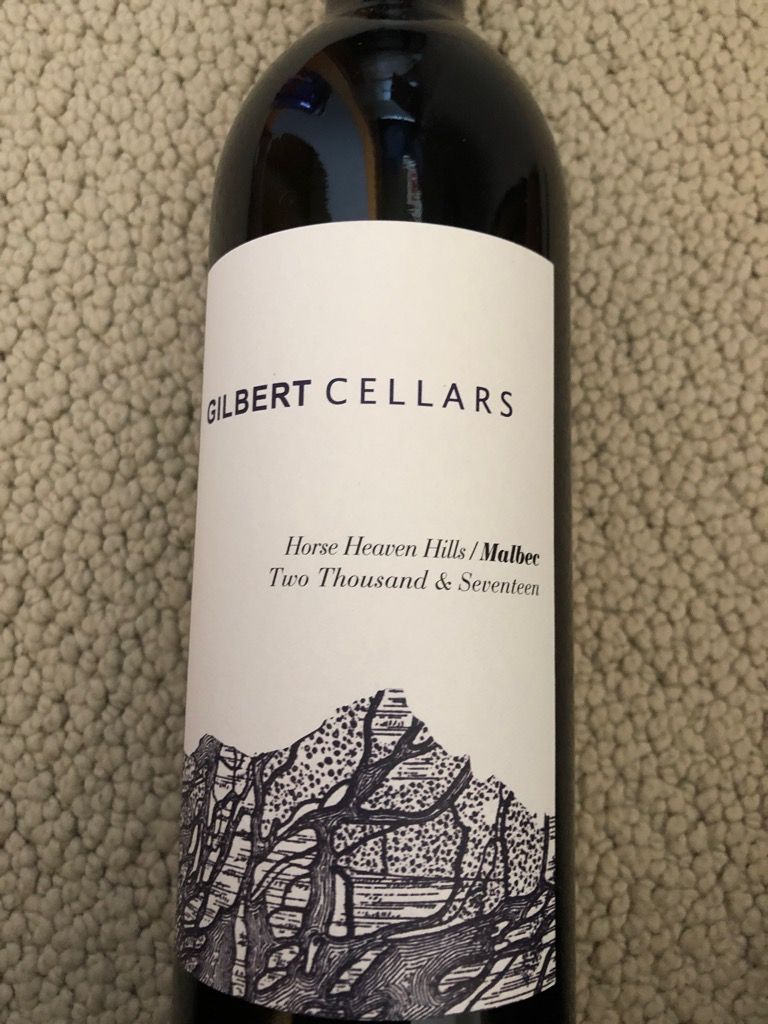 GILBERT CELLARS
Horse Heaven Hills / Malbec
Two Thousand & Seventeen